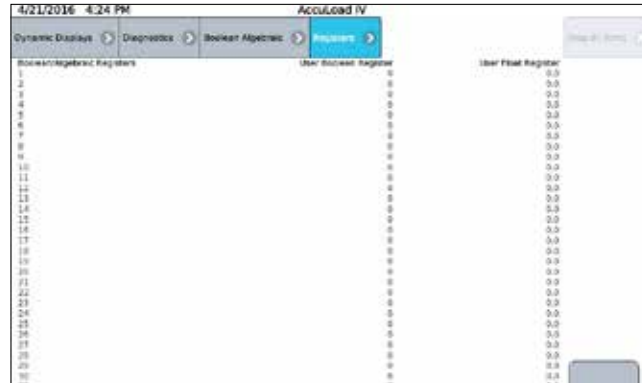 4/21/2016 4:24 PM AccuLoad IV
Dynamic Displays Diagnostics Boolean Algebraic Registers
Boolean/Algebraic Registers User Boolean Register User Float Register
1 0 0.0
2 0 0.0
3 0 0.0
4 0 0.0
5 0 0.0
6 0 0.0
7 0 0.0
8 0 0.0
9 0 0.0
10 0 0.0
11 0 0.0
12 0 0.0
13 0 0.0
14 0 0.0
15 0 0.0
16 0 0.0
17 0 0.0
18 0 0.0
19 0 0.0
20 0 0.0
21 0 0.0
22 0 0.0
23 0 0.0
24 0 0.0
25 0 0.0
26 0 0.0
27 0 0.0
28 0 0.0
29 0 0.0
30 0 0.0